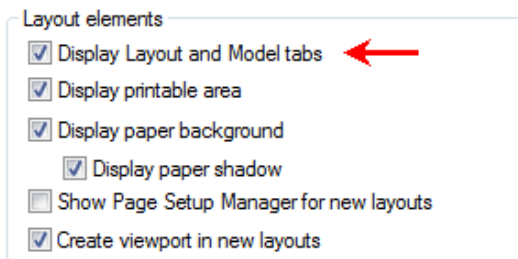 Layout elements
Display Layout and Model tabs
Display printable area
Display paper background
Display paper shadow
Show Page Setup Manager for new layouts
Create viewport in new layouts